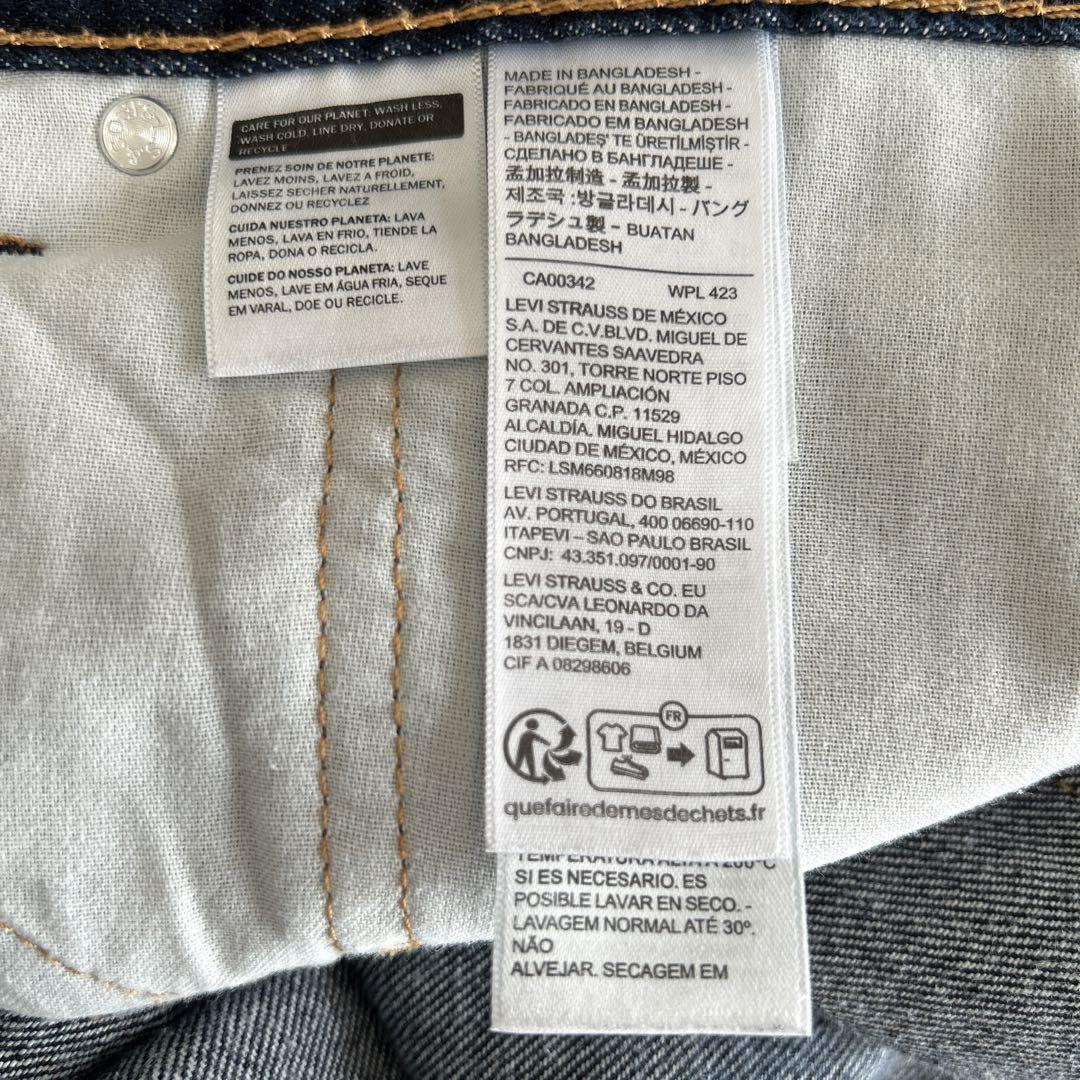 CARE FOR OUR PLANET: WASH LESS,
WASH COLD, LINE DRY, DONATE OR
RECYCLE
PRENEZ SOIN DE NOTRE PLANETE:
LAVEZ MOINS, LAVEZ A FROID,
LAISSEZ SECHER NATURELLEMENT,
DONNEZ OU RECYCLEZ
CUIDA NUESTRO PLANETA: LAVA
MENOS, LAVA EN FRIO, TIENDE LA
ROPA, DONA O RECICLA.
CUIDE DO NOSSO PLANETA: LAVE
MENOS, LAVE EM ÁGUA FRIA, SEQUE
EM VARAL, DOE OU RECICLE.
MADE IN BANGLADESH -
FABRIQUÉ AU BANGLADESH -
FABRICADO EN BANGLADESH -
FABRICADO EM BANGLADESH
- BANGLADEŞ' TE ÜRETİLMİŞTİR -
СДЕЛАНО В БАНГЛАДЕШЕ -
孟加拉制造 - 孟加拉製 -
제조국 :방글라데시 - バング
ラデシュ製 - BUATAN
BANGLADESH
CA00342 WPL 423
LEVI STRAUSS DE MÉXICO
S.A. DE C.V.BLVD. MIGUEL DE
CERVANTES SAAVEDRA
NO. 301, TORRE NORTE PISO
7 COL. AMPLIACIÓN
GRANADA C.P. 11529
ALCALDÍA. MIGUEL HIDALGO
CIUDAD DE MÉXICO, MÉXICO
RFC: LSM660818M98
LEVI STRAUSS DO BRASIL
AV. PORTUGAL, 400 06690-110
ITAPEVI – SAO PAULO BRASIL
CNPJ: 43.351.097/0001-90
LEVI STRAUSS & CO. EU
SCA/CVA LEONARDO DA
VINCILAAN, 19 - D
1831 DIEGEM, BELGIUM
CIF A 08298606
FR
quefairedemesdechets.fr
TEMPERATURA ALTA A 200°C
SI ES NECESARIO. ES
POSIBLE LAVAR EN SECO. -
LAVAGEM NORMAL ATÉ 30º.
NÃO
ALVEJAR. SECAGEM EM